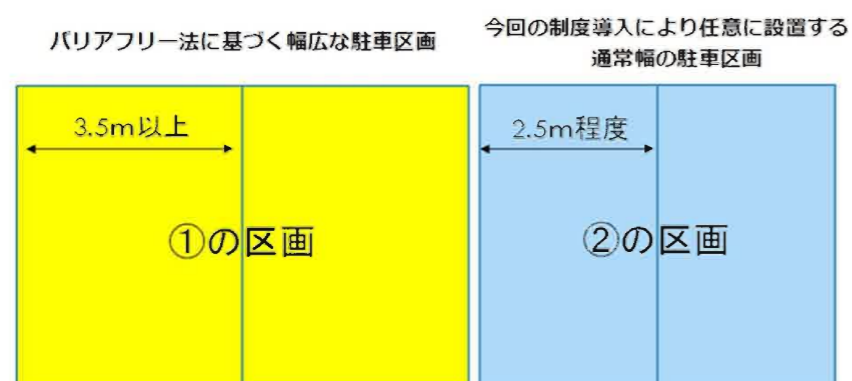 バリアフリー法に基づく幅広な駐車区画
今回の制度導入により任意に設置する
通常幅の駐車区画
3.5m以上
2.5m程度
①の区画
②の区画